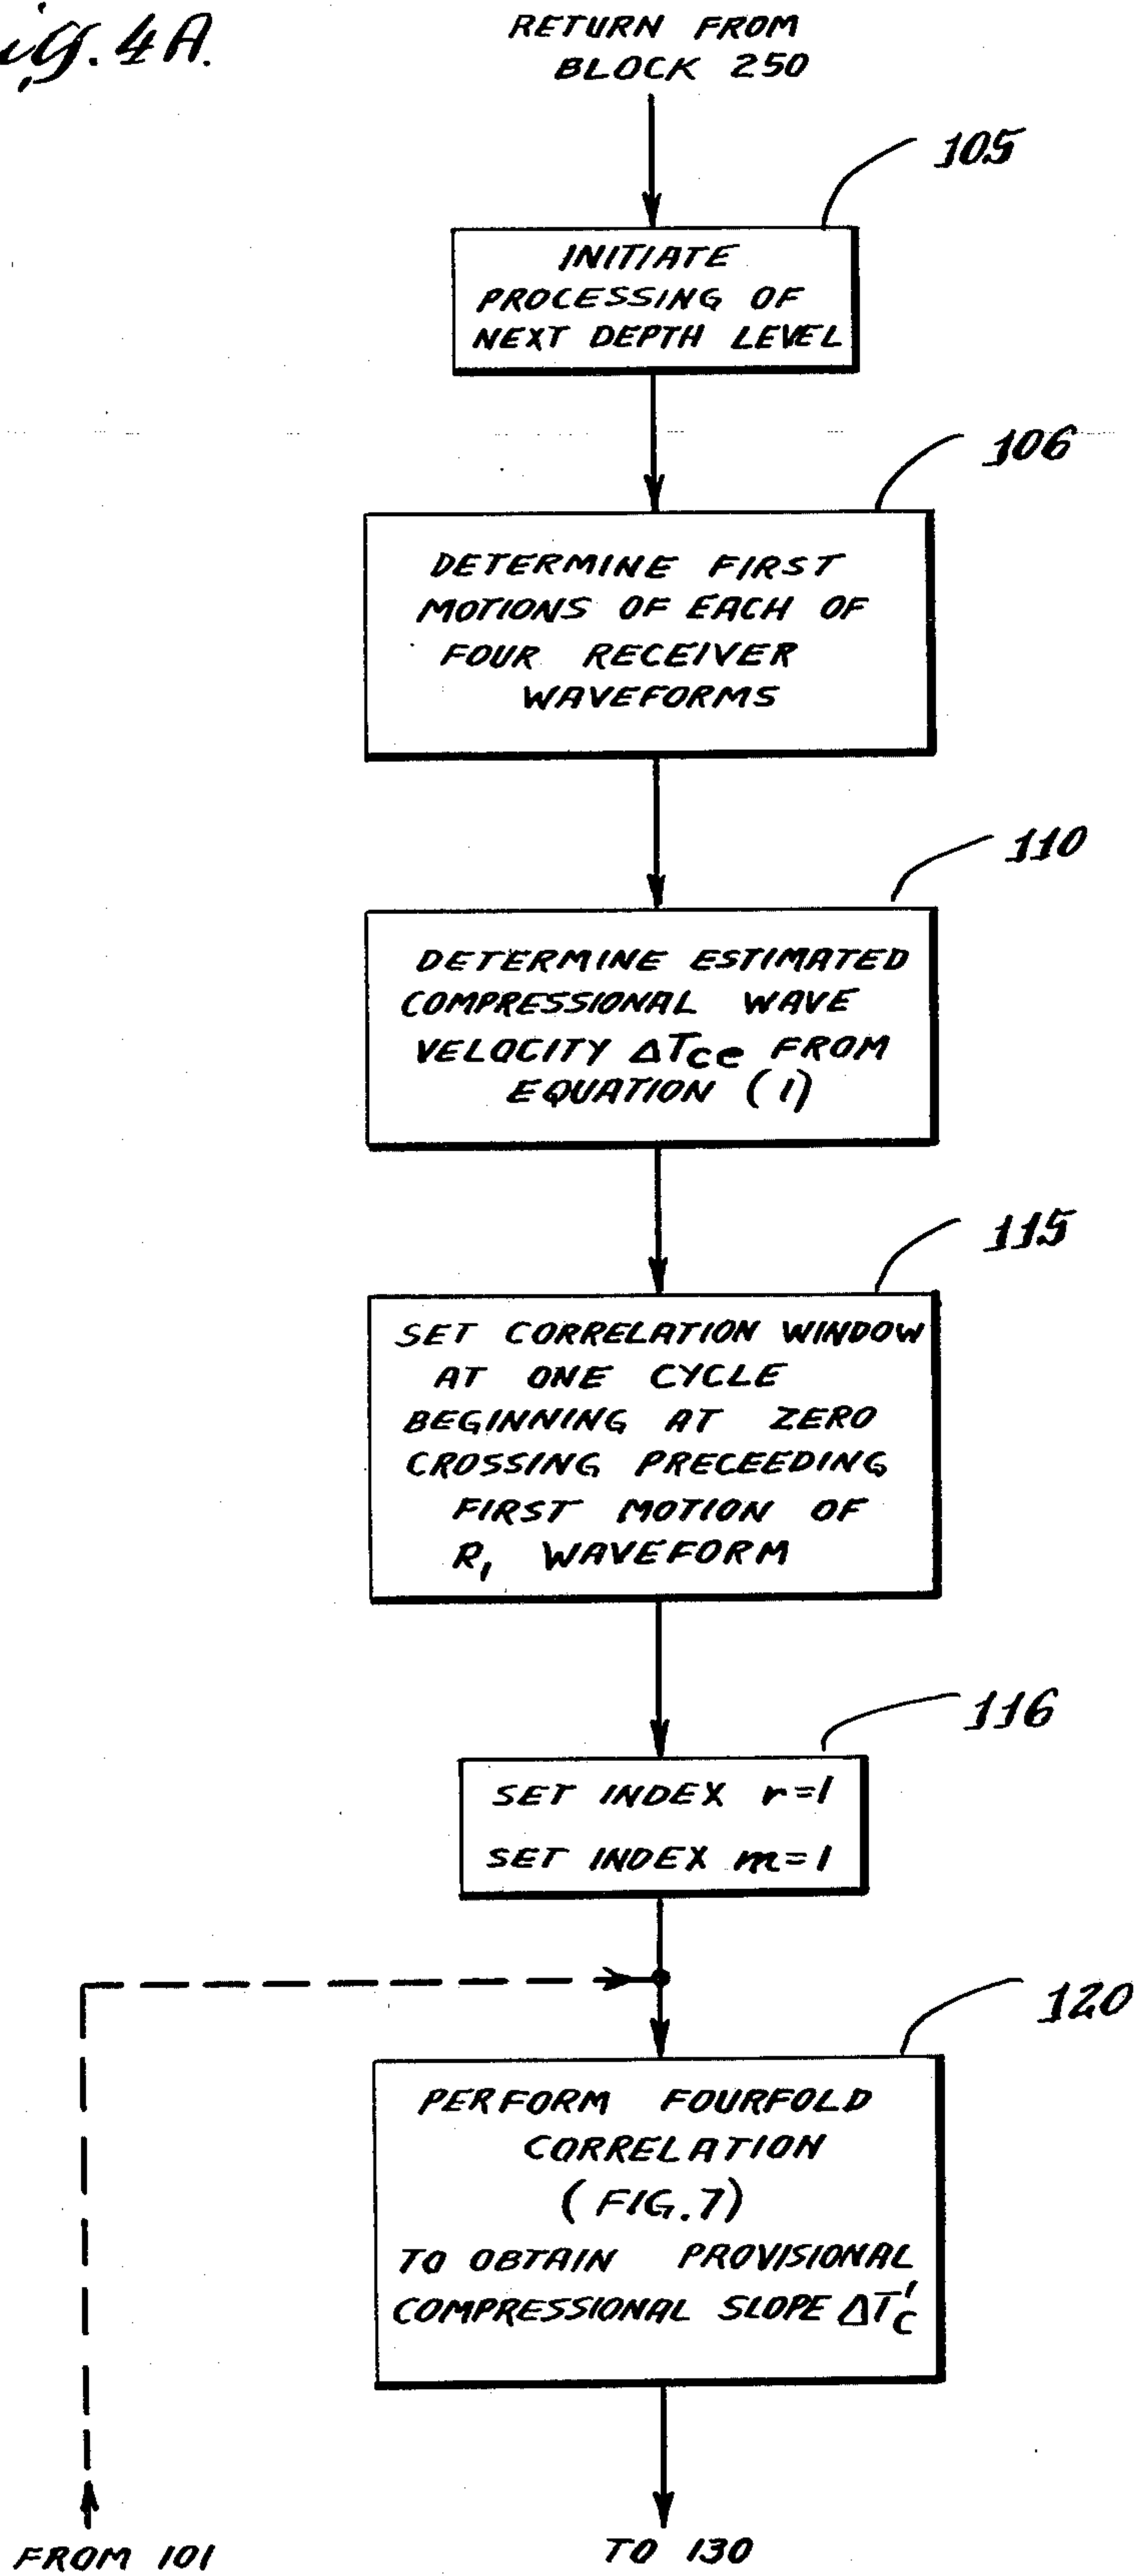 Fig. 4A.
RETURN FROM
BLOCK 250
105
INITIATE
PROCESSING OF
NEXT DEPTH LEVEL
106
DETERMINE FIRST
MOTIONS OF EACH OF
FOUR RECEIVER
WAVEFORMS
110
DETERMINE ESTIMATED
COMPRESSIONAL WAVE
VELOCITY ΔTce FROM
EQUATION (1)
115
SET CORRELATION WINDOW
AT ONE CYCLE
BEGINNING AT ZERO
CROSSING PRECEEDING
FIRST MOTION OF
R₁ WAVEFORM
116
SET INDEX r=1
SET INDEX m=1
120
PERFORM FOURFOLD
CORRELATION
(FIG. 7)
TO OBTAIN PROVISIONAL
COMPRESSIONAL SLOPE ΔT'c
FROM 101
TO 130